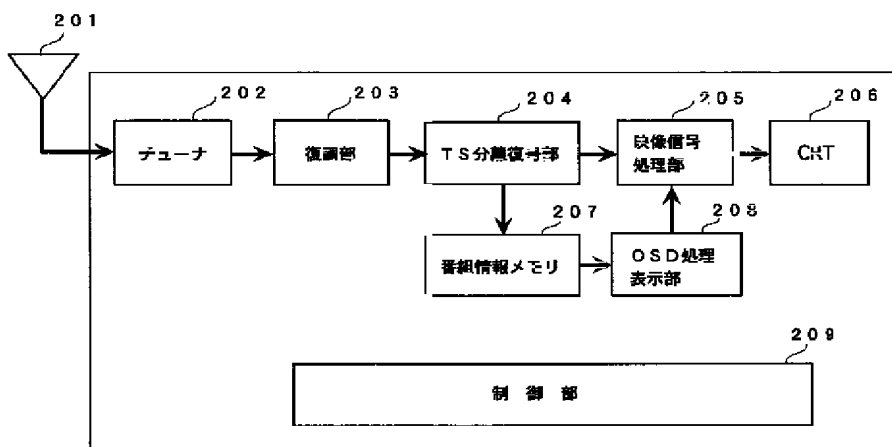 ２０１
２０２
２０３
２０４
２０５
２０６
チューナ
復調部
ＴＳ分離復号部
映像信号
処理部
CRT
２０７
２０８
番組情報メモリ
ＯＳＤ処理
表示部
２０９
制 御 部